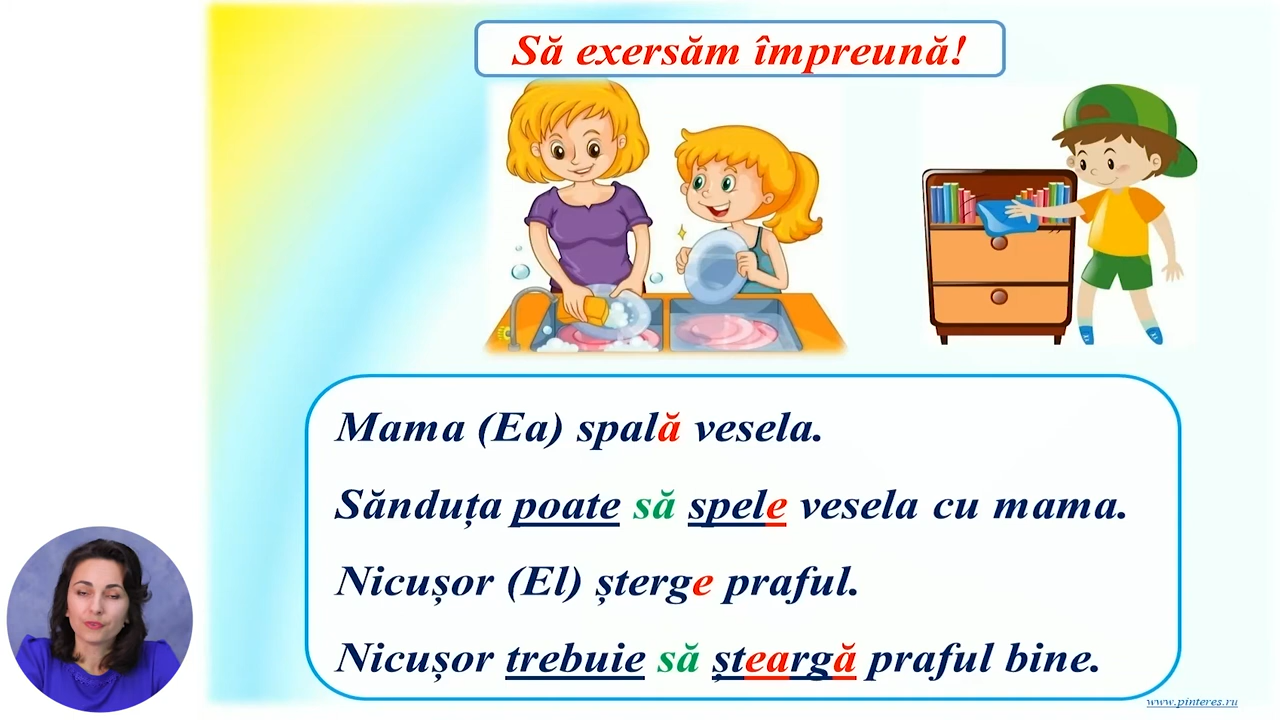 Să exersăm împreună!
Mama (Ea) spală vesela.
Sănduța poate să spele vesela cu mama.
Nicușor (El) șterge praful.
Nicușor trebuie să șteargă praful bine.
www.pinteres.ru